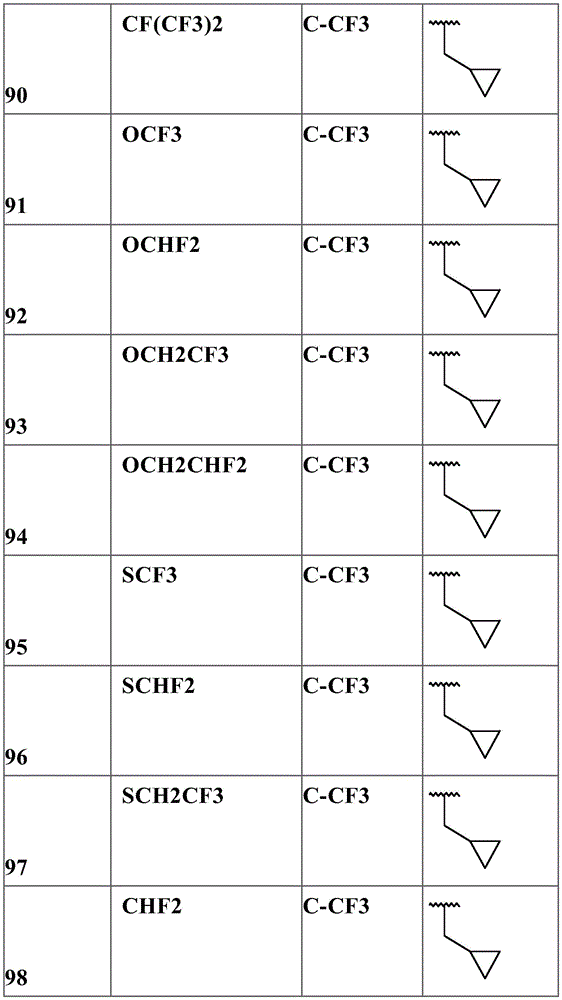 CF(CF3)2 C-CF3
90
OCF3 C-CF3
91
OCHF2 C-CF3
92
OCH2CF3 C-CF3
93
OCH2CHF2 C-CF3
94
SCF3 C-CF3
95
SCHF2 C-CF3
96
SCH2CF3 C-CF3
97
CHF2 C-CF3
98